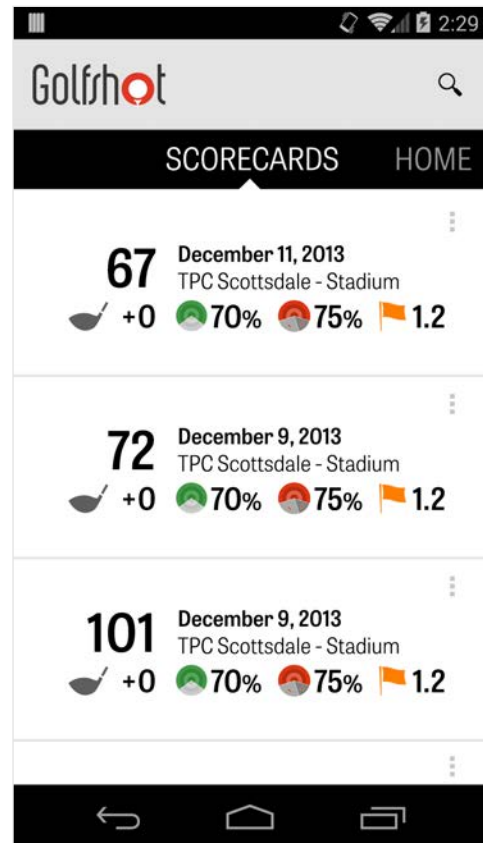 2:29
Golfshot
SCORECARDS HOME
67 December 11, 2013
TPC Scottsdale - Stadium
+0 70% 75% 1.2
72 December 9, 2013
TPC Scottsdale - Stadium
+0 70% 75% 1.2
101 December 9, 2013
TPC Scottsdale - Stadium
+0 70% 75% 1.2